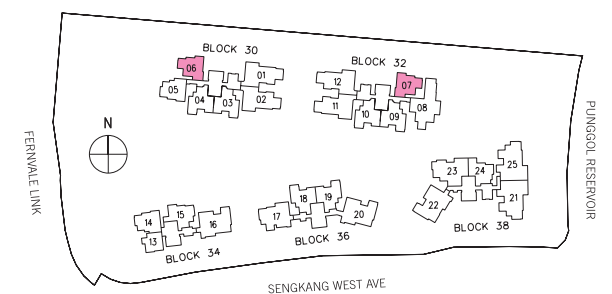 BLOCK 30
06
01
05
04
03
02
BLOCK 32
12
07
11
10
09
08
N
FERNVALE LINK
PUNGGOL RESERVOIR
14
15
16
13
BLOCK 34
18
19
17
20
BLOCK 36
23
24
25
22
21
BLOCK 38
SENGKANG WEST AVE